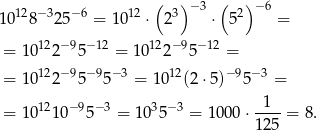 10^{12} 8^{-3} 25^{-6} = 10^{12} · (2^3)^{-3} · (5^2)^{-6} =
= 10^{12} 2^{-9} 5^{-12} = 10^{12} 2^{-9} 5^{-12} =
= 10^{12} 2^{-9} 5^{-9} 5^{-3} = 10^{12} (2 · 5)^{-9} 5^{-3} =
= 10^{12} 10^{-9} 5^{-3} = 10^3 5^{-3} = 1000 · \frac{1}{125} = 8.